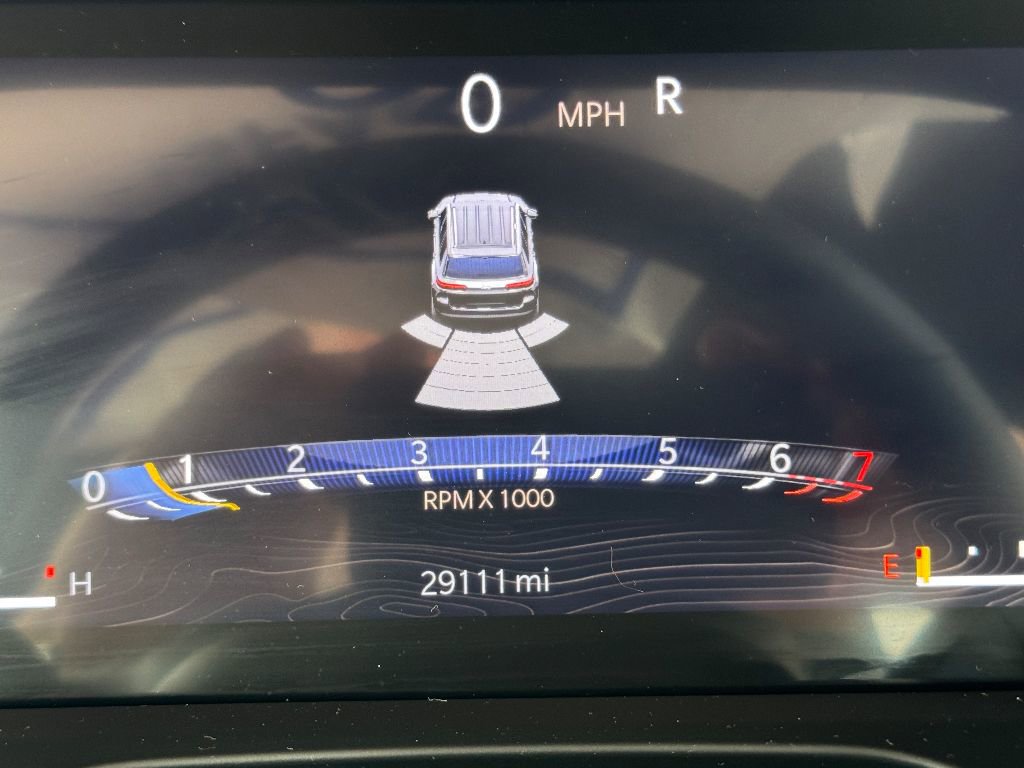 0 MPH R
0 1 2 3 4 5 6 7
RPM X 1000
H 29111 mi E